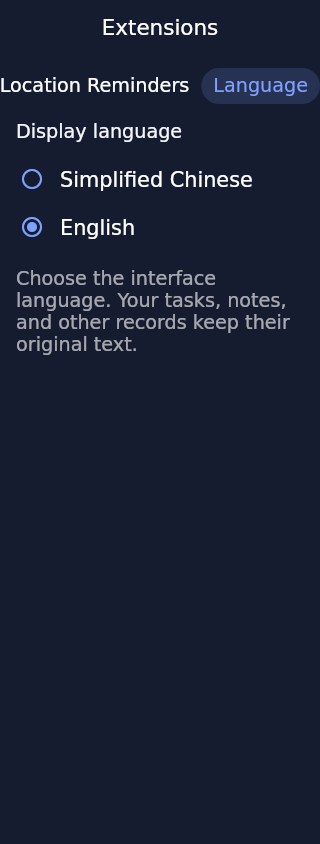 Extensions
Location Reminders
Language
Display language
Simplified Chinese
English
Choose the interface
language. Your tasks, notes,
and other records keep their
original text.